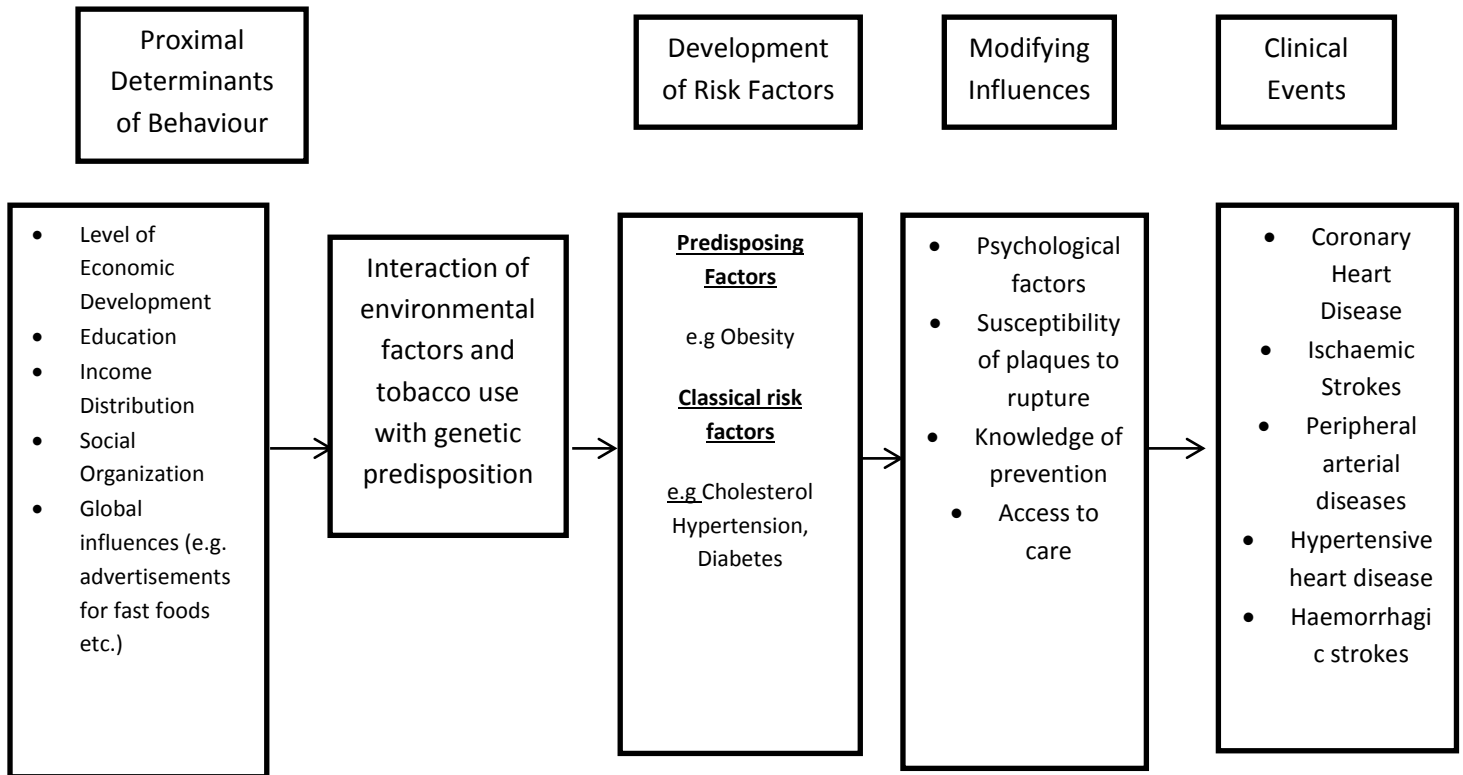 Proximal
Determinants
of Behaviour
Development
of Risk Factors
Modifying
Influences
Clinical
Events
• Level of
Economic
Development
• Education
• Income
Distribution
• Social
Organization
• Global
influences (e.g.
advertisements
for fast foods
etc.)
Interaction of
environmental
factors and
tobacco use
with genetic
predisposition
Predisposing
Factors
e.g Obesity
Classical risk
factors
e.g Cholesterol
Hypertension,
Diabetes
• Psychological
factors
• Susceptibility
of plaques to
rupture
• Knowledge of
prevention
• Access to
care
• Coronary
Heart
Disease
• Ischaemic
Strokes
• Peripheral
arterial
diseases
• Hypertensive
heart disease
• Haemorrhagi
c strokes